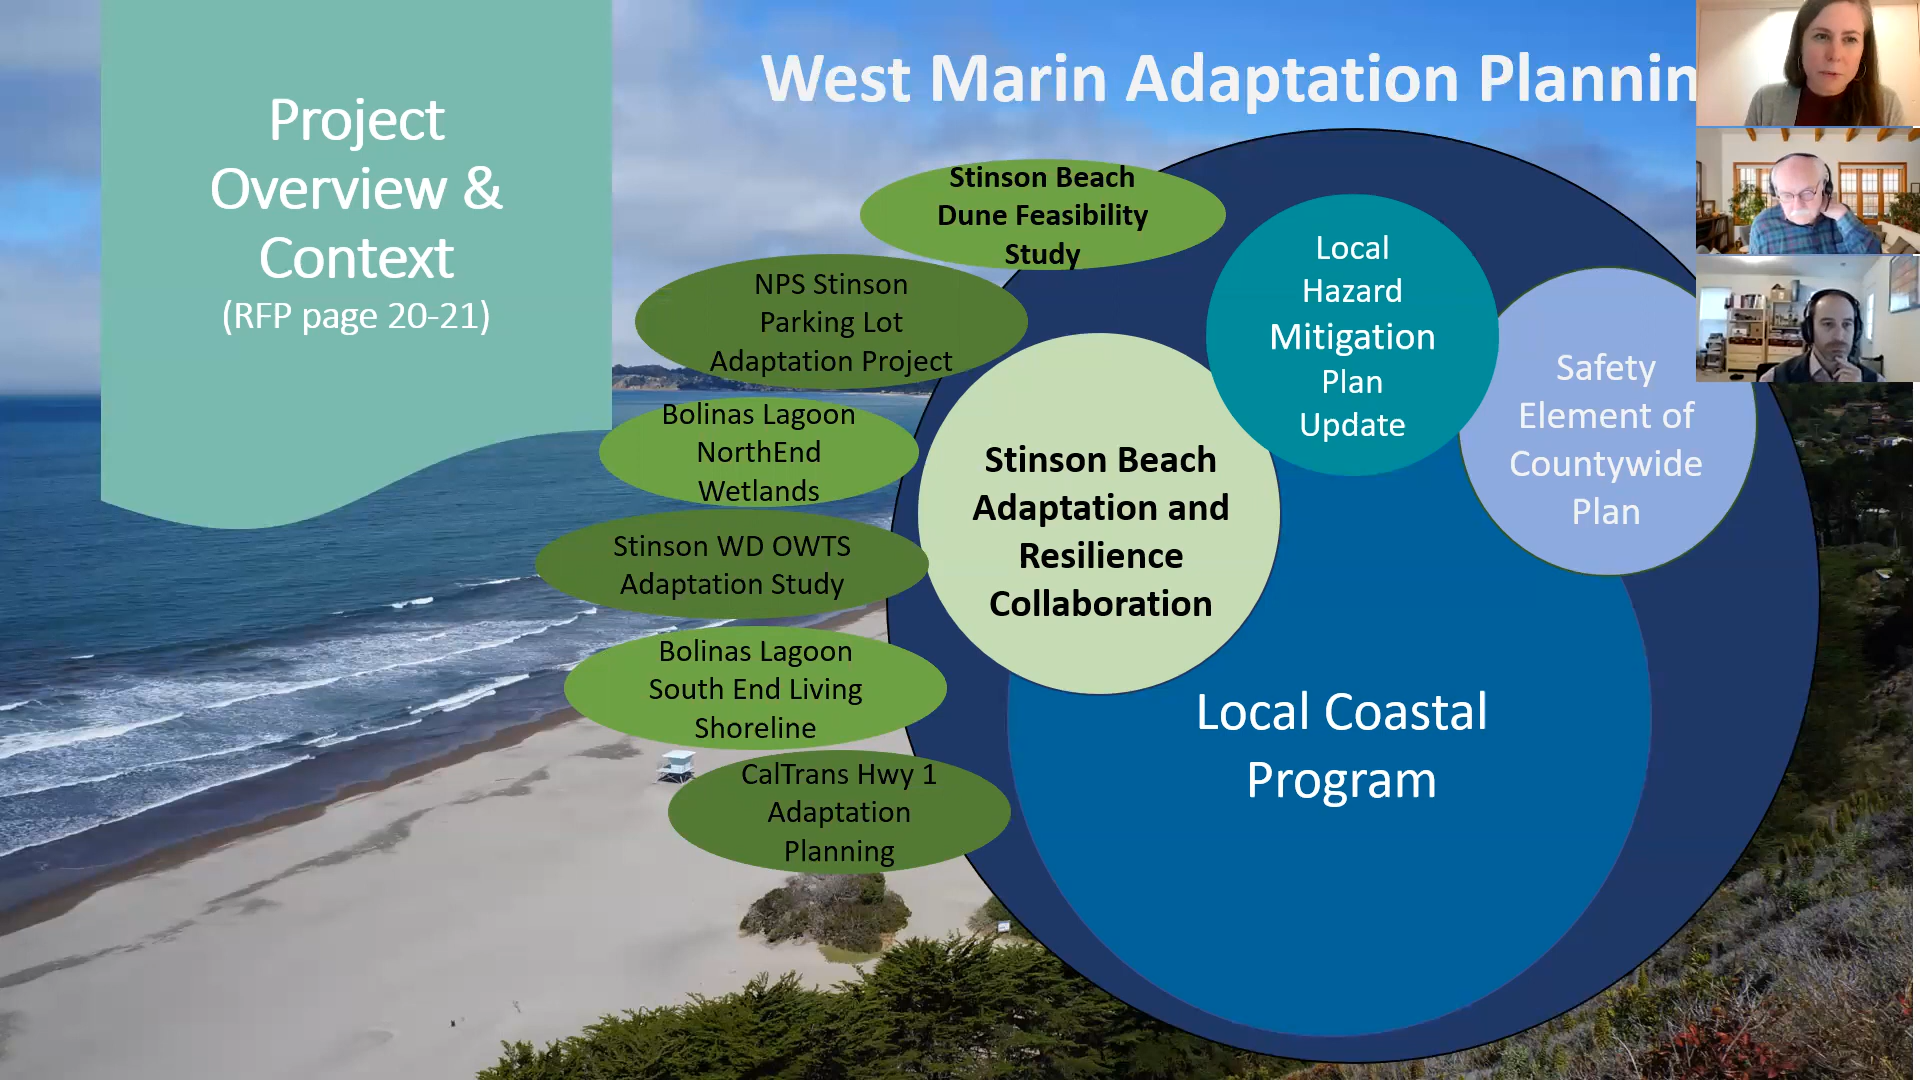 Project
Overview &
Context
(RFP page 20-21)
West Marin Adaptation Plannin
Stinson Beach
Dune Feasibility
Study
NPS Stinson
Parking Lot
Adaptation Project
Bolinas Lagoon
NorthEnd
Wetlands
Stinson WD OWTS
Adaptation Study
Bolinas Lagoon
South End Living
Shoreline
CalTrans Hwy 1
Adaptation
Planning
Stinson Beach
Adaptation and
Resilience
Collaboration
Local
Hazard
Mitigation
Plan
Update
Safety
Element of
Countywide
Plan
Local Coastal
Program